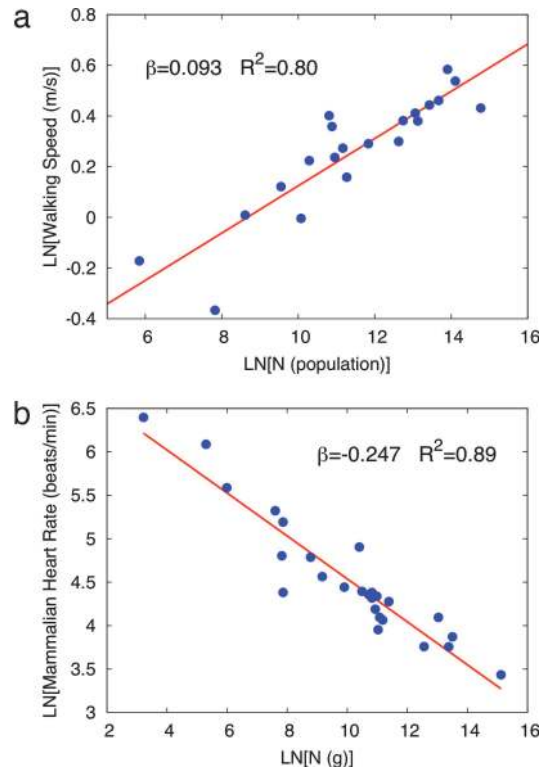 a
β=0.093 R²=0.80
LN[Walking Speed (m/s)]
0.8
0.6
0.4
0.2
0
-0.2
-0.4
6 8 10 12 14 16
LN[N (population)]
b
β=-0.247 R²=0.89
LN[Mammalian Heart Rate (beats/min)]
6.5
6
5.5
5
4.5
4
3.5
3
2 4 6 8 10 12 14 16
LN[N (g)]